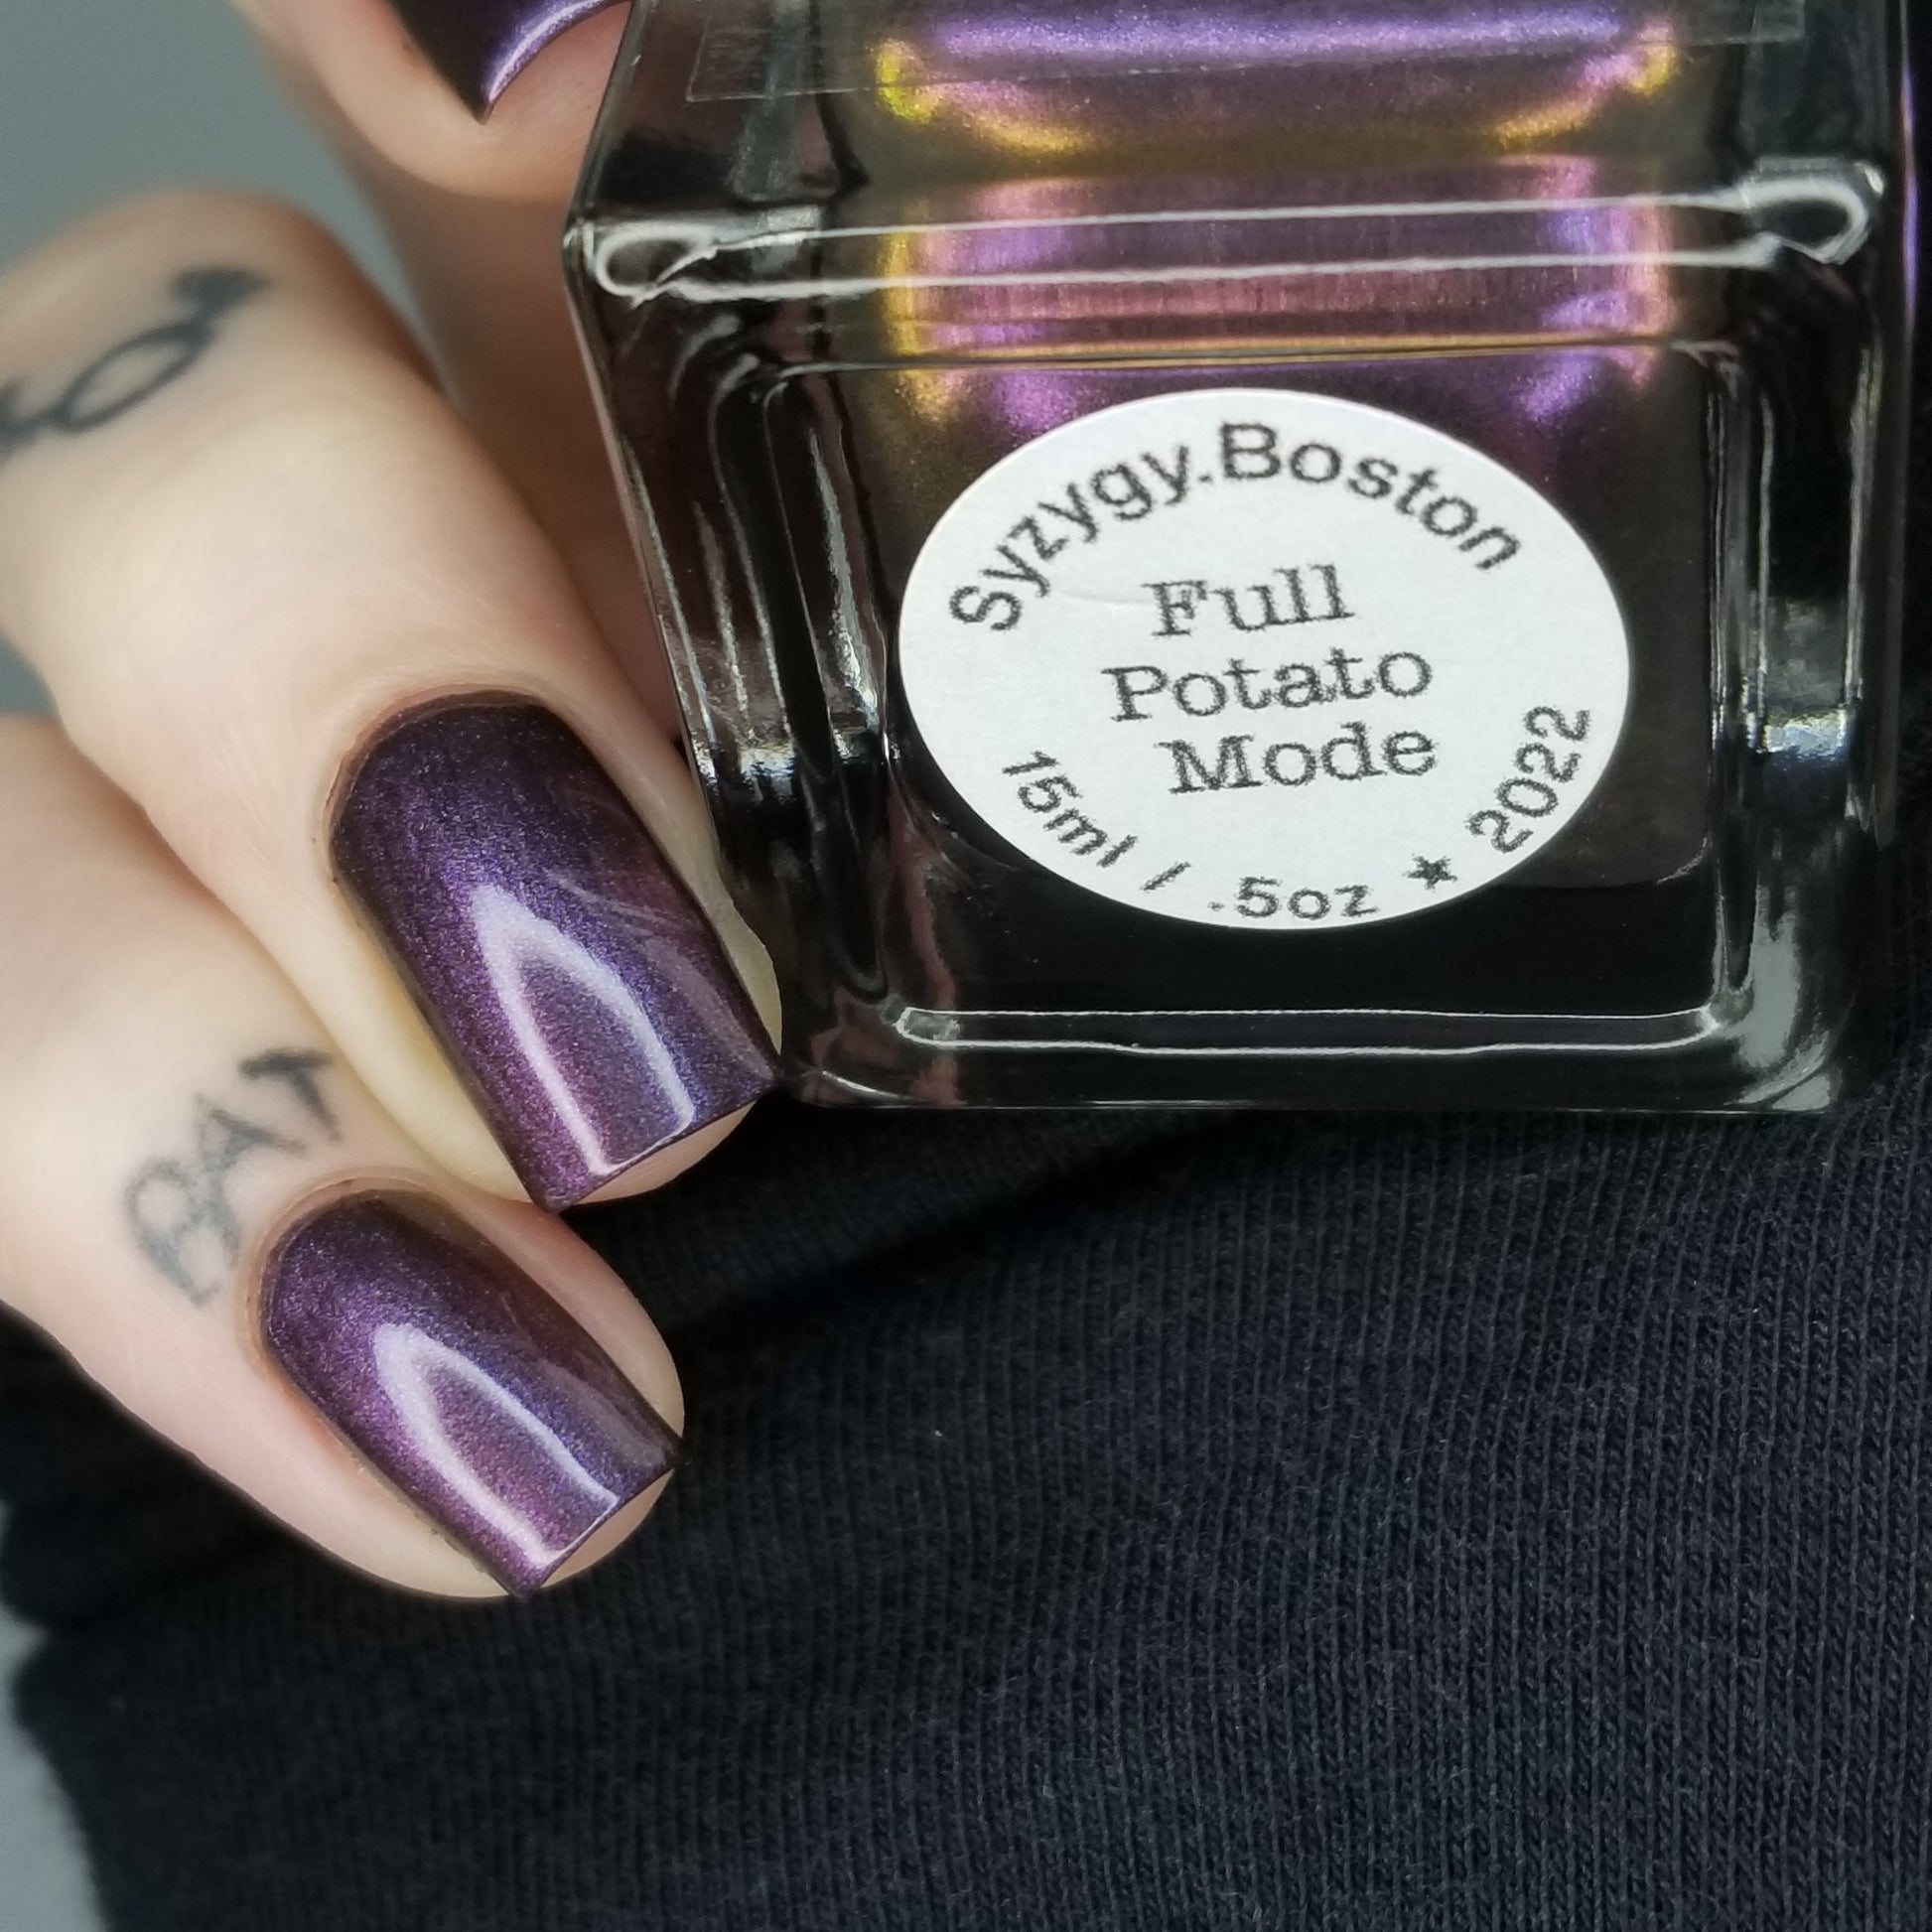 Syzygy.Boston
Full
Potato
Mode
15ml / .5oz ★ 2022
BAT